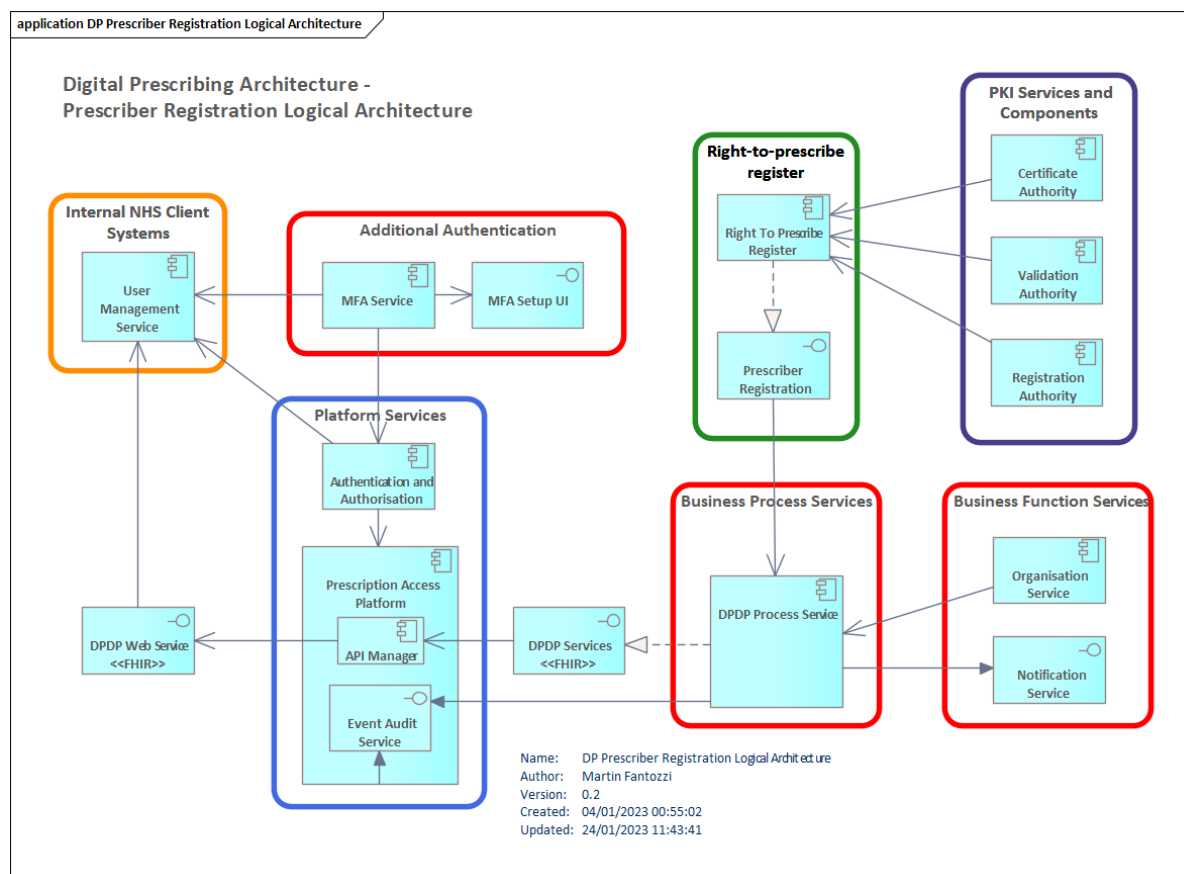 application DP Prescriber Registration Logical Architecture
Digital Prescribing Architecture -
Prescriber Registration Logical Architecture
PKI Services and
Components
Certificate
Authority
Validation
Authority
Registration
Authority
Right-to-prescribe
register
Right To Prescribe
Register
Prescriber
Registration
Internal NHS Client
Systems
User
Management
Service
Additional Authentication
MFA Service
MFA Setup UI
Platform Services
Authentication and
Authorisation
Prescription Access
Platform
API Manager
Event Audit
Service
DPDP Web Service
<<FHIR>>
DPDP Services
<<FHIR>>
Business Process Services
DPDP Process Service
Business Function Services
Organisation
Service
Notification
Service
Name: DP Prescriber Registration Logical Architecture
Author: Martin Fantozzi
Version: 0.2
Created: 04/01/2023 00:55:02
Updated: 24/01/2023 11:43:41